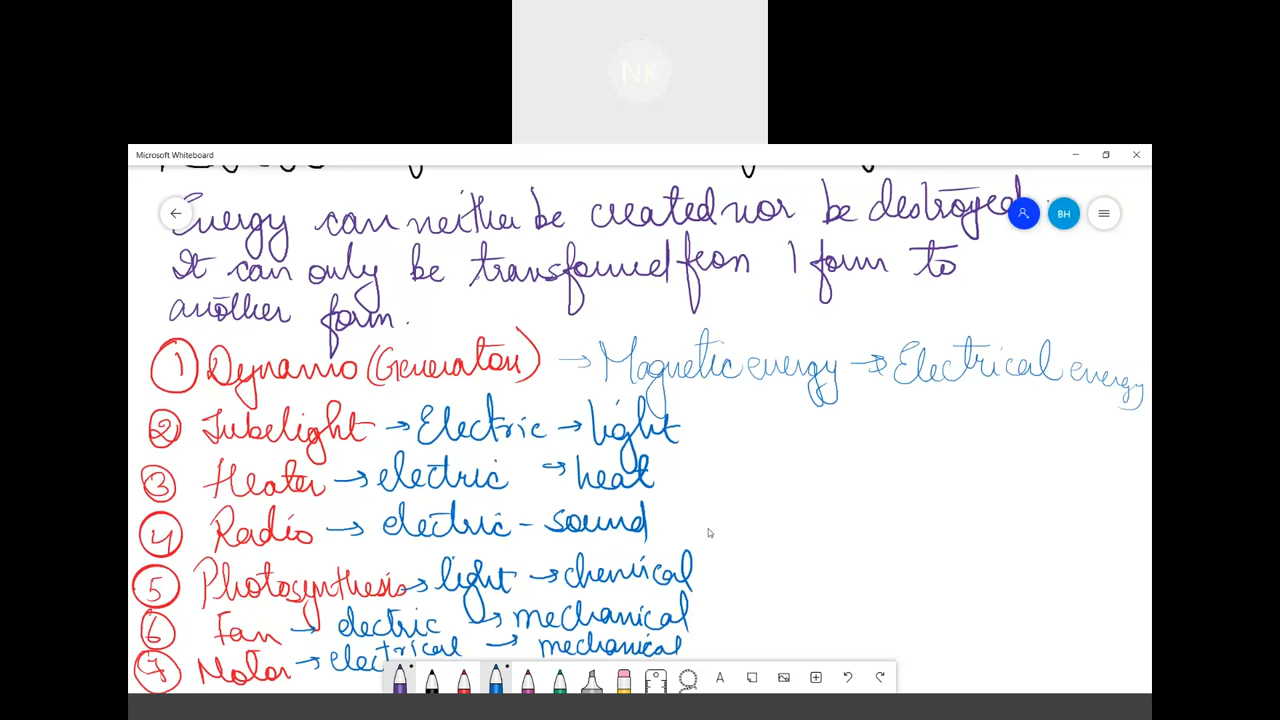 NK
Microsoft Whiteboard
Energy can neither be created nor be destroyed.
BH
It can only be transformed from 1 form to
another form.
1 Dynamo (Generator) → Magnetic energy → Electrical energy
2 Tubelight → Electric → light
3 Heater → electric → heat
4 Radio → electric - sound
5 Photosynthesis → light → chemical
6 Fan → electric → mechanical
7 Motor → electrical → mechanical
A